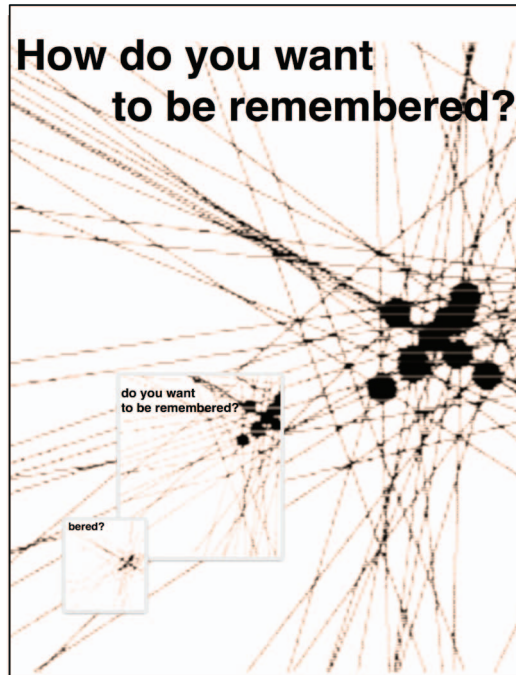 How do you want
to be remembered?
do you want
to be remembered?
bered?